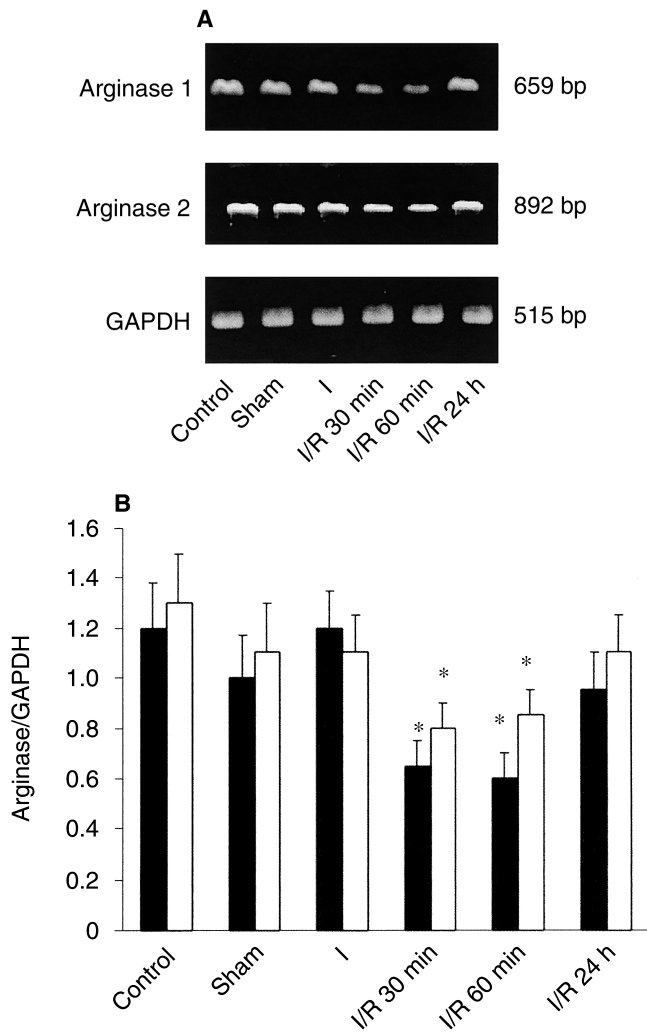 A
Arginase 1
659 bp
Arginase 2
892 bp
GAPDH
515 bp
Control
Sham
I
I/R 30 min
I/R 60 min
I/R 24 h
B
Arginase/GAPDH
1.6
1.4
1.2
1.0
0.8
0.6
0.4
0.2
0
*
*
*
*
Control
Sham
I
I/R 30 min
I/R 60 min
I/R 24 h